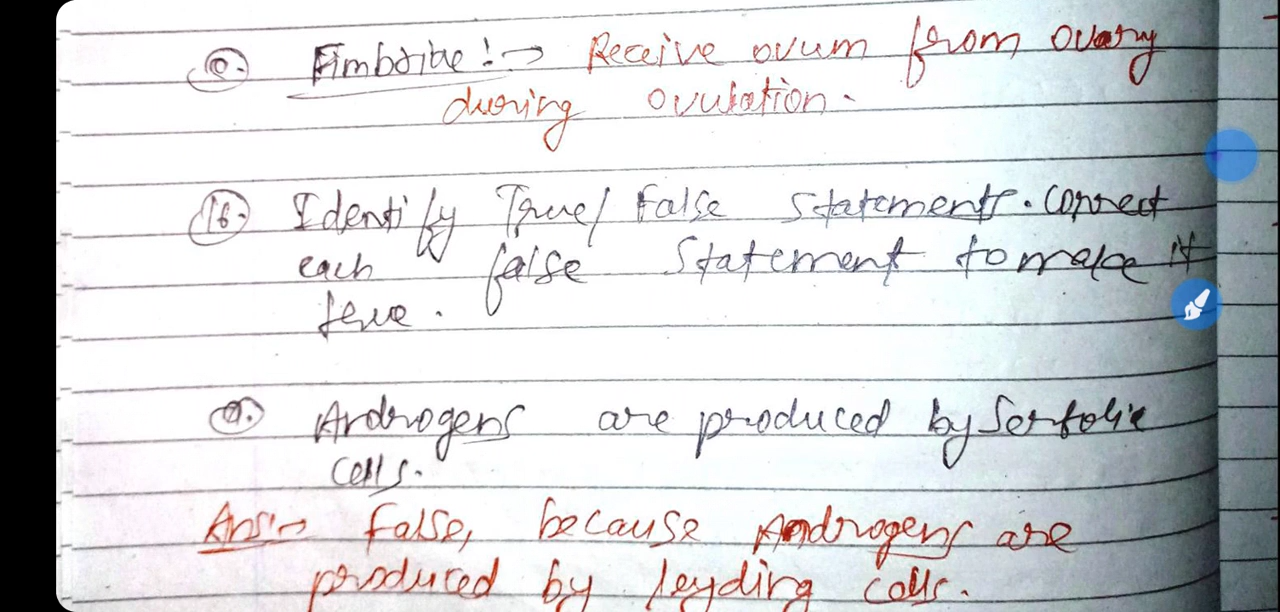 (e.) Fimbriae :→ Receive ovum from ovary
during ovulation.
(16.) Identify True/ False statements. Correct
each false statement to make it
true.
(a.) Androgens are produced by Sertolie
cells.
Ans:→ False, because Androgens are
produced by leyding cells.